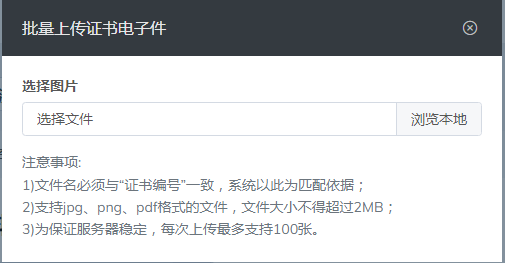 批量上传证书电子件
选择图片
选择文件 浏览本地
注意事项:
1)文件名必须与“证书编号”一致，系统以此为匹配依据；
2)支持jpg、png、pdf格式的文件，文件大小不得超过2MB；
3)为保证服务器稳定，每次上传最多支持100张。